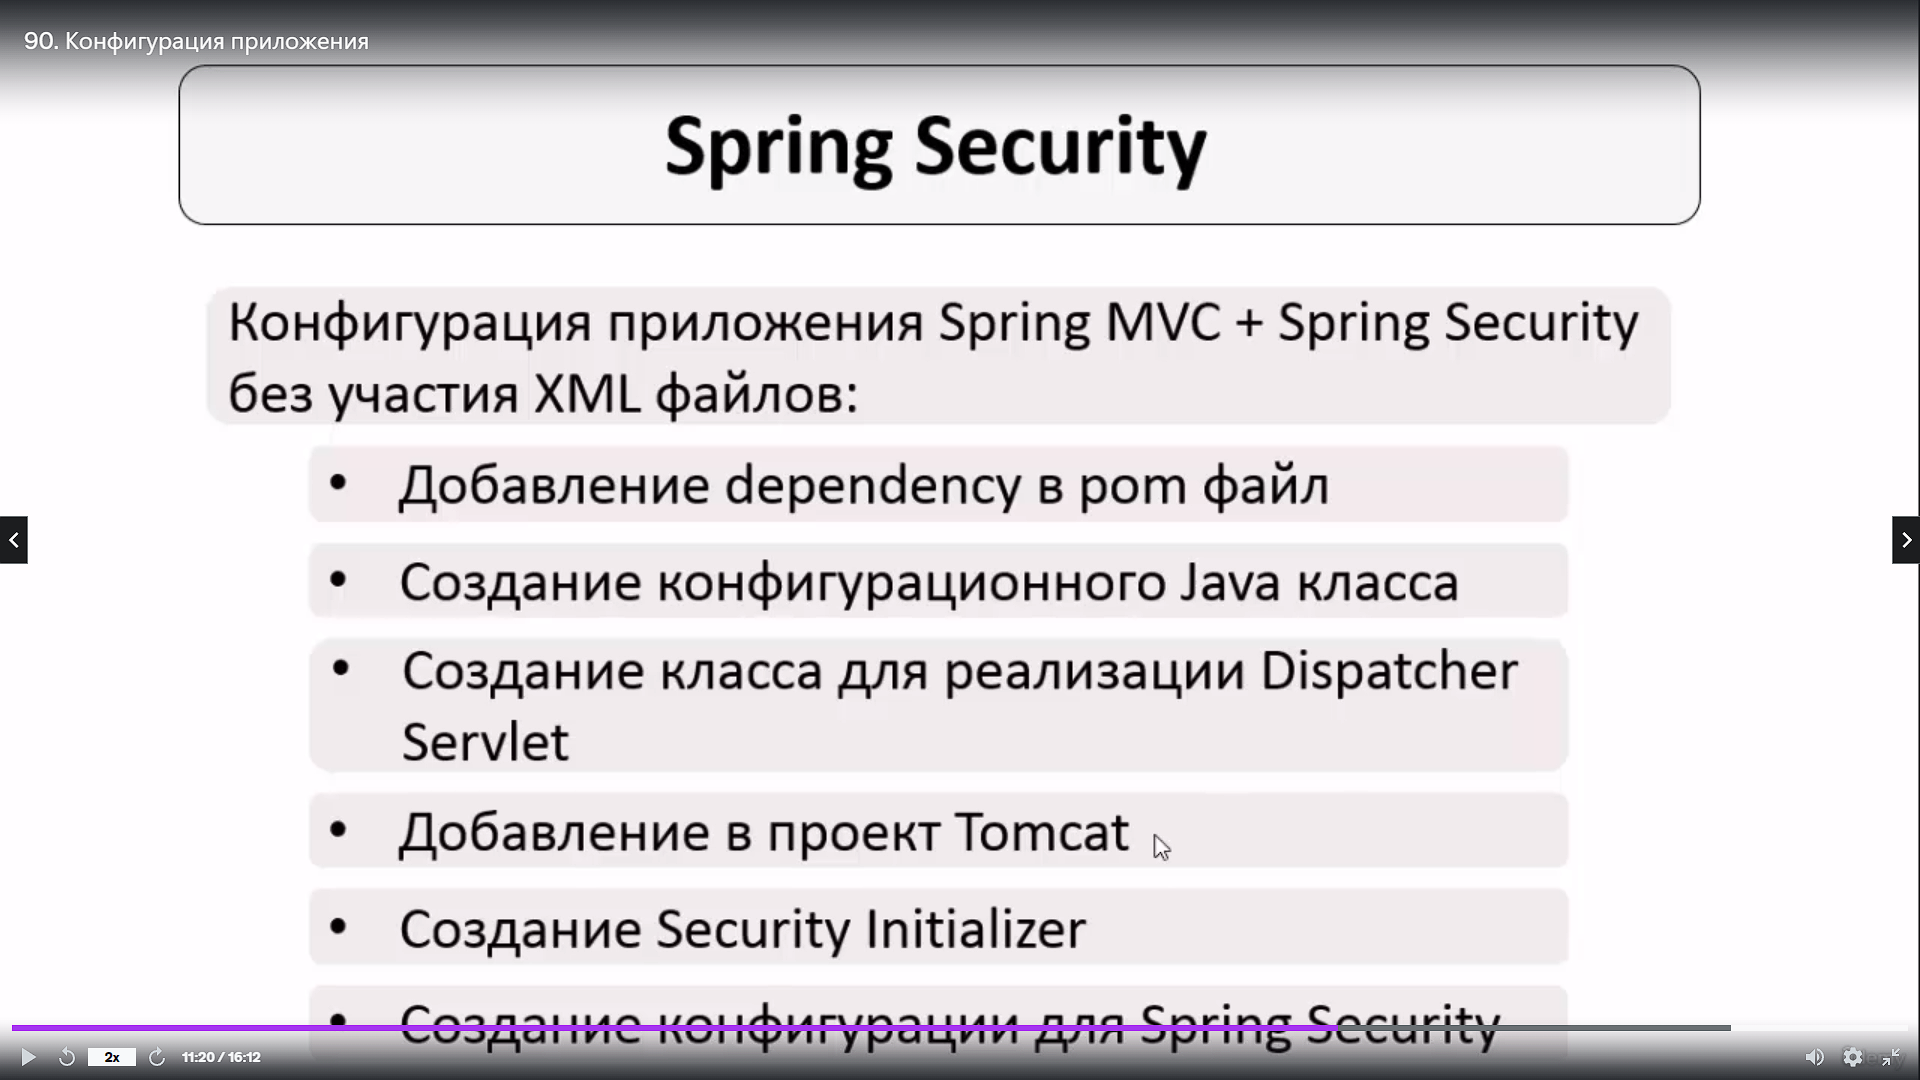 90. Конфигурация приложения
Spring Security
Конфигурация приложения Spring MVC + Spring Security
без участия XML файлов:
• Добавление dependency в pom файл
• Создание конфигурационного Java класса
• Создание класса для реализации Dispatcher
Servlet
• Добавление в проект Tomcat
• Создание Security Initializer
• Создание конфигурации для Spring Security
2x
11:20 / 16:12